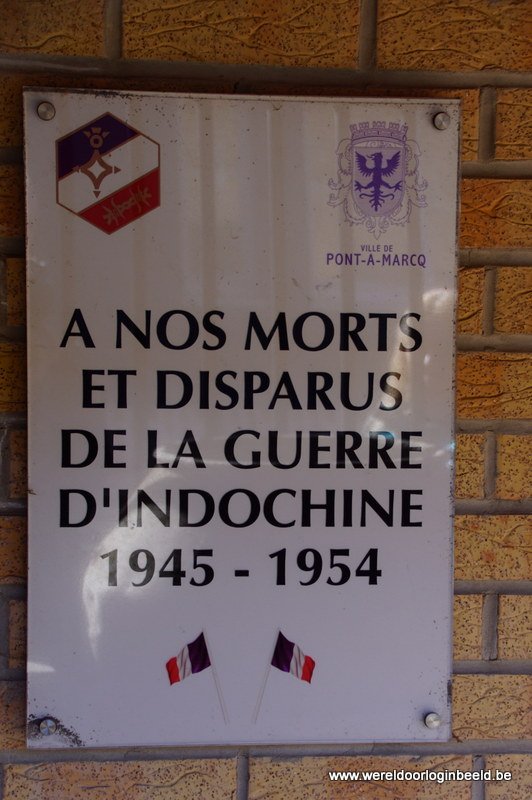 VILLE DE
PONT-A-MARCQ
A NOS MORTS
ET DISPARUS
DE LA GUERRE
D'INDOCHINE
1945 - 1954
www.wereldoorloginbeeld.be